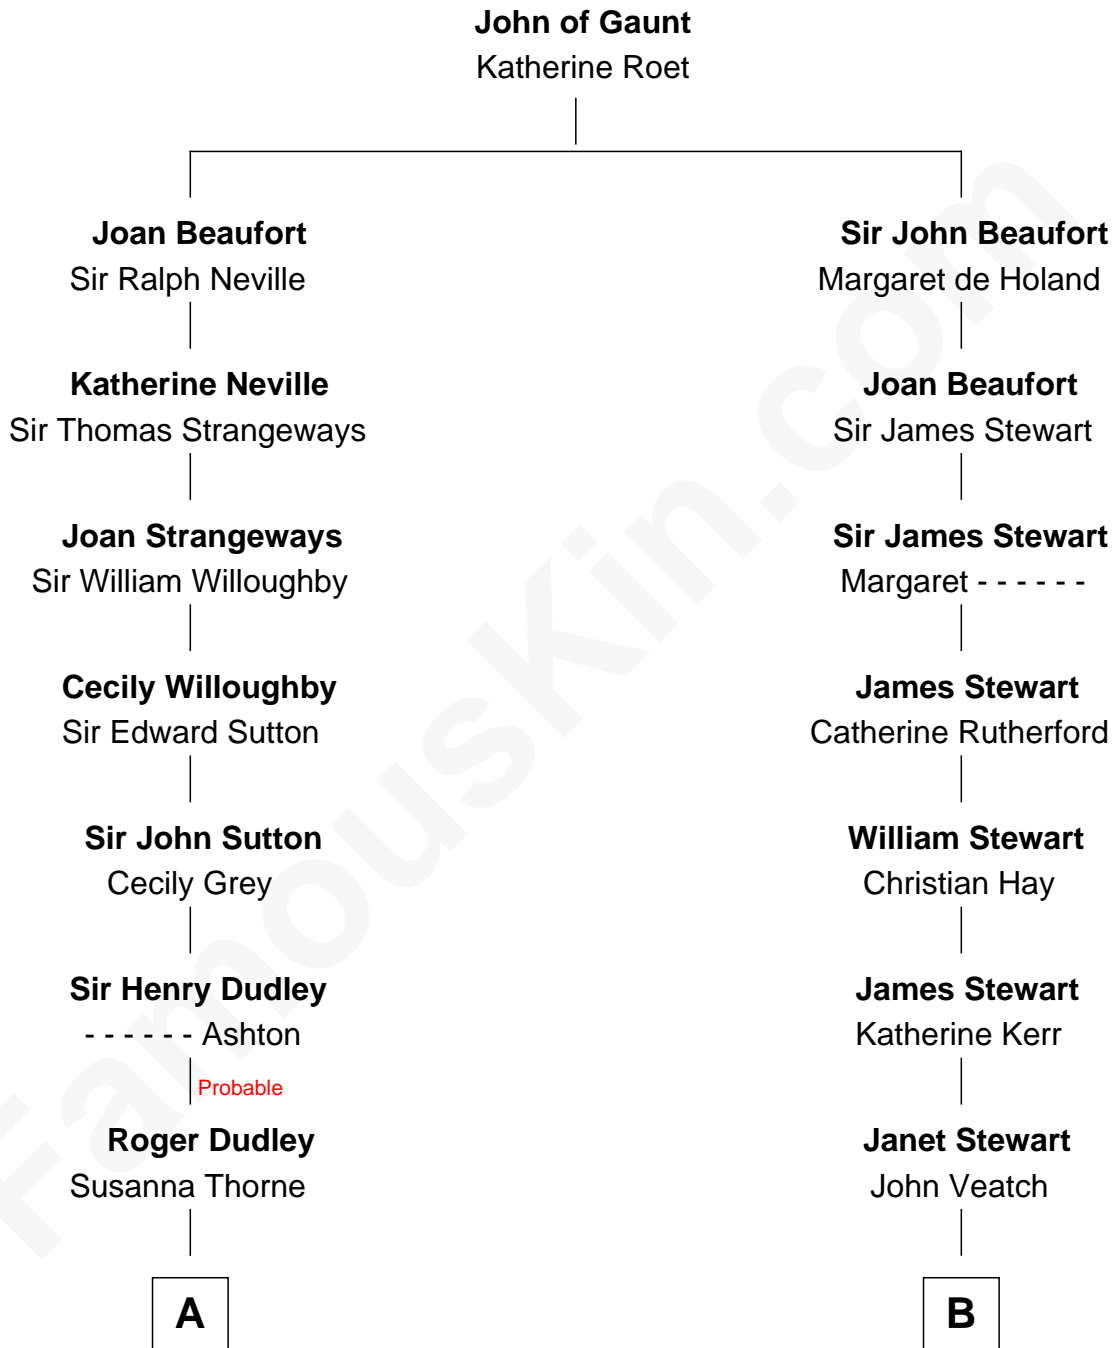 John of Gaunt
Katherine Roet
Joan Beaufort
Sir Ralph Neville
Katherine Neville
Sir Thomas Strangeways
Joan Strangeways
Sir William Willoughby
Cecily Willoughby
Sir Edward Sutton
Sir John Sutton
Cecily Grey
Sir Henry Dudley
- - - - - - Ashton
Probable
Roger Dudley
Susanna Thorne
A
Sir John Beaufort
Margaret de Holand
Joan Beaufort
Sir James Stewart
Sir James Stewart
Margaret - - - - - -
James Stewart
Catherine Rutherford
William Stewart
Christian Hay
James Stewart
Katherine Kerr
Janet Stewart
John Veatch
B
FamousKin.com